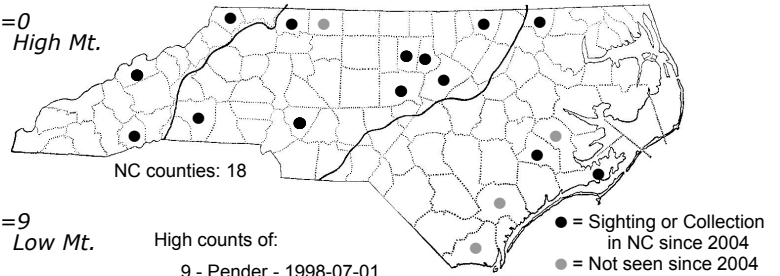 =0
High Mt.
NC counties: 18
=9
Low Mt.
High counts of:
9 - Pender - 1998-07-01
= Sighting or Collection
in NC since 2004
= Not seen since 2004